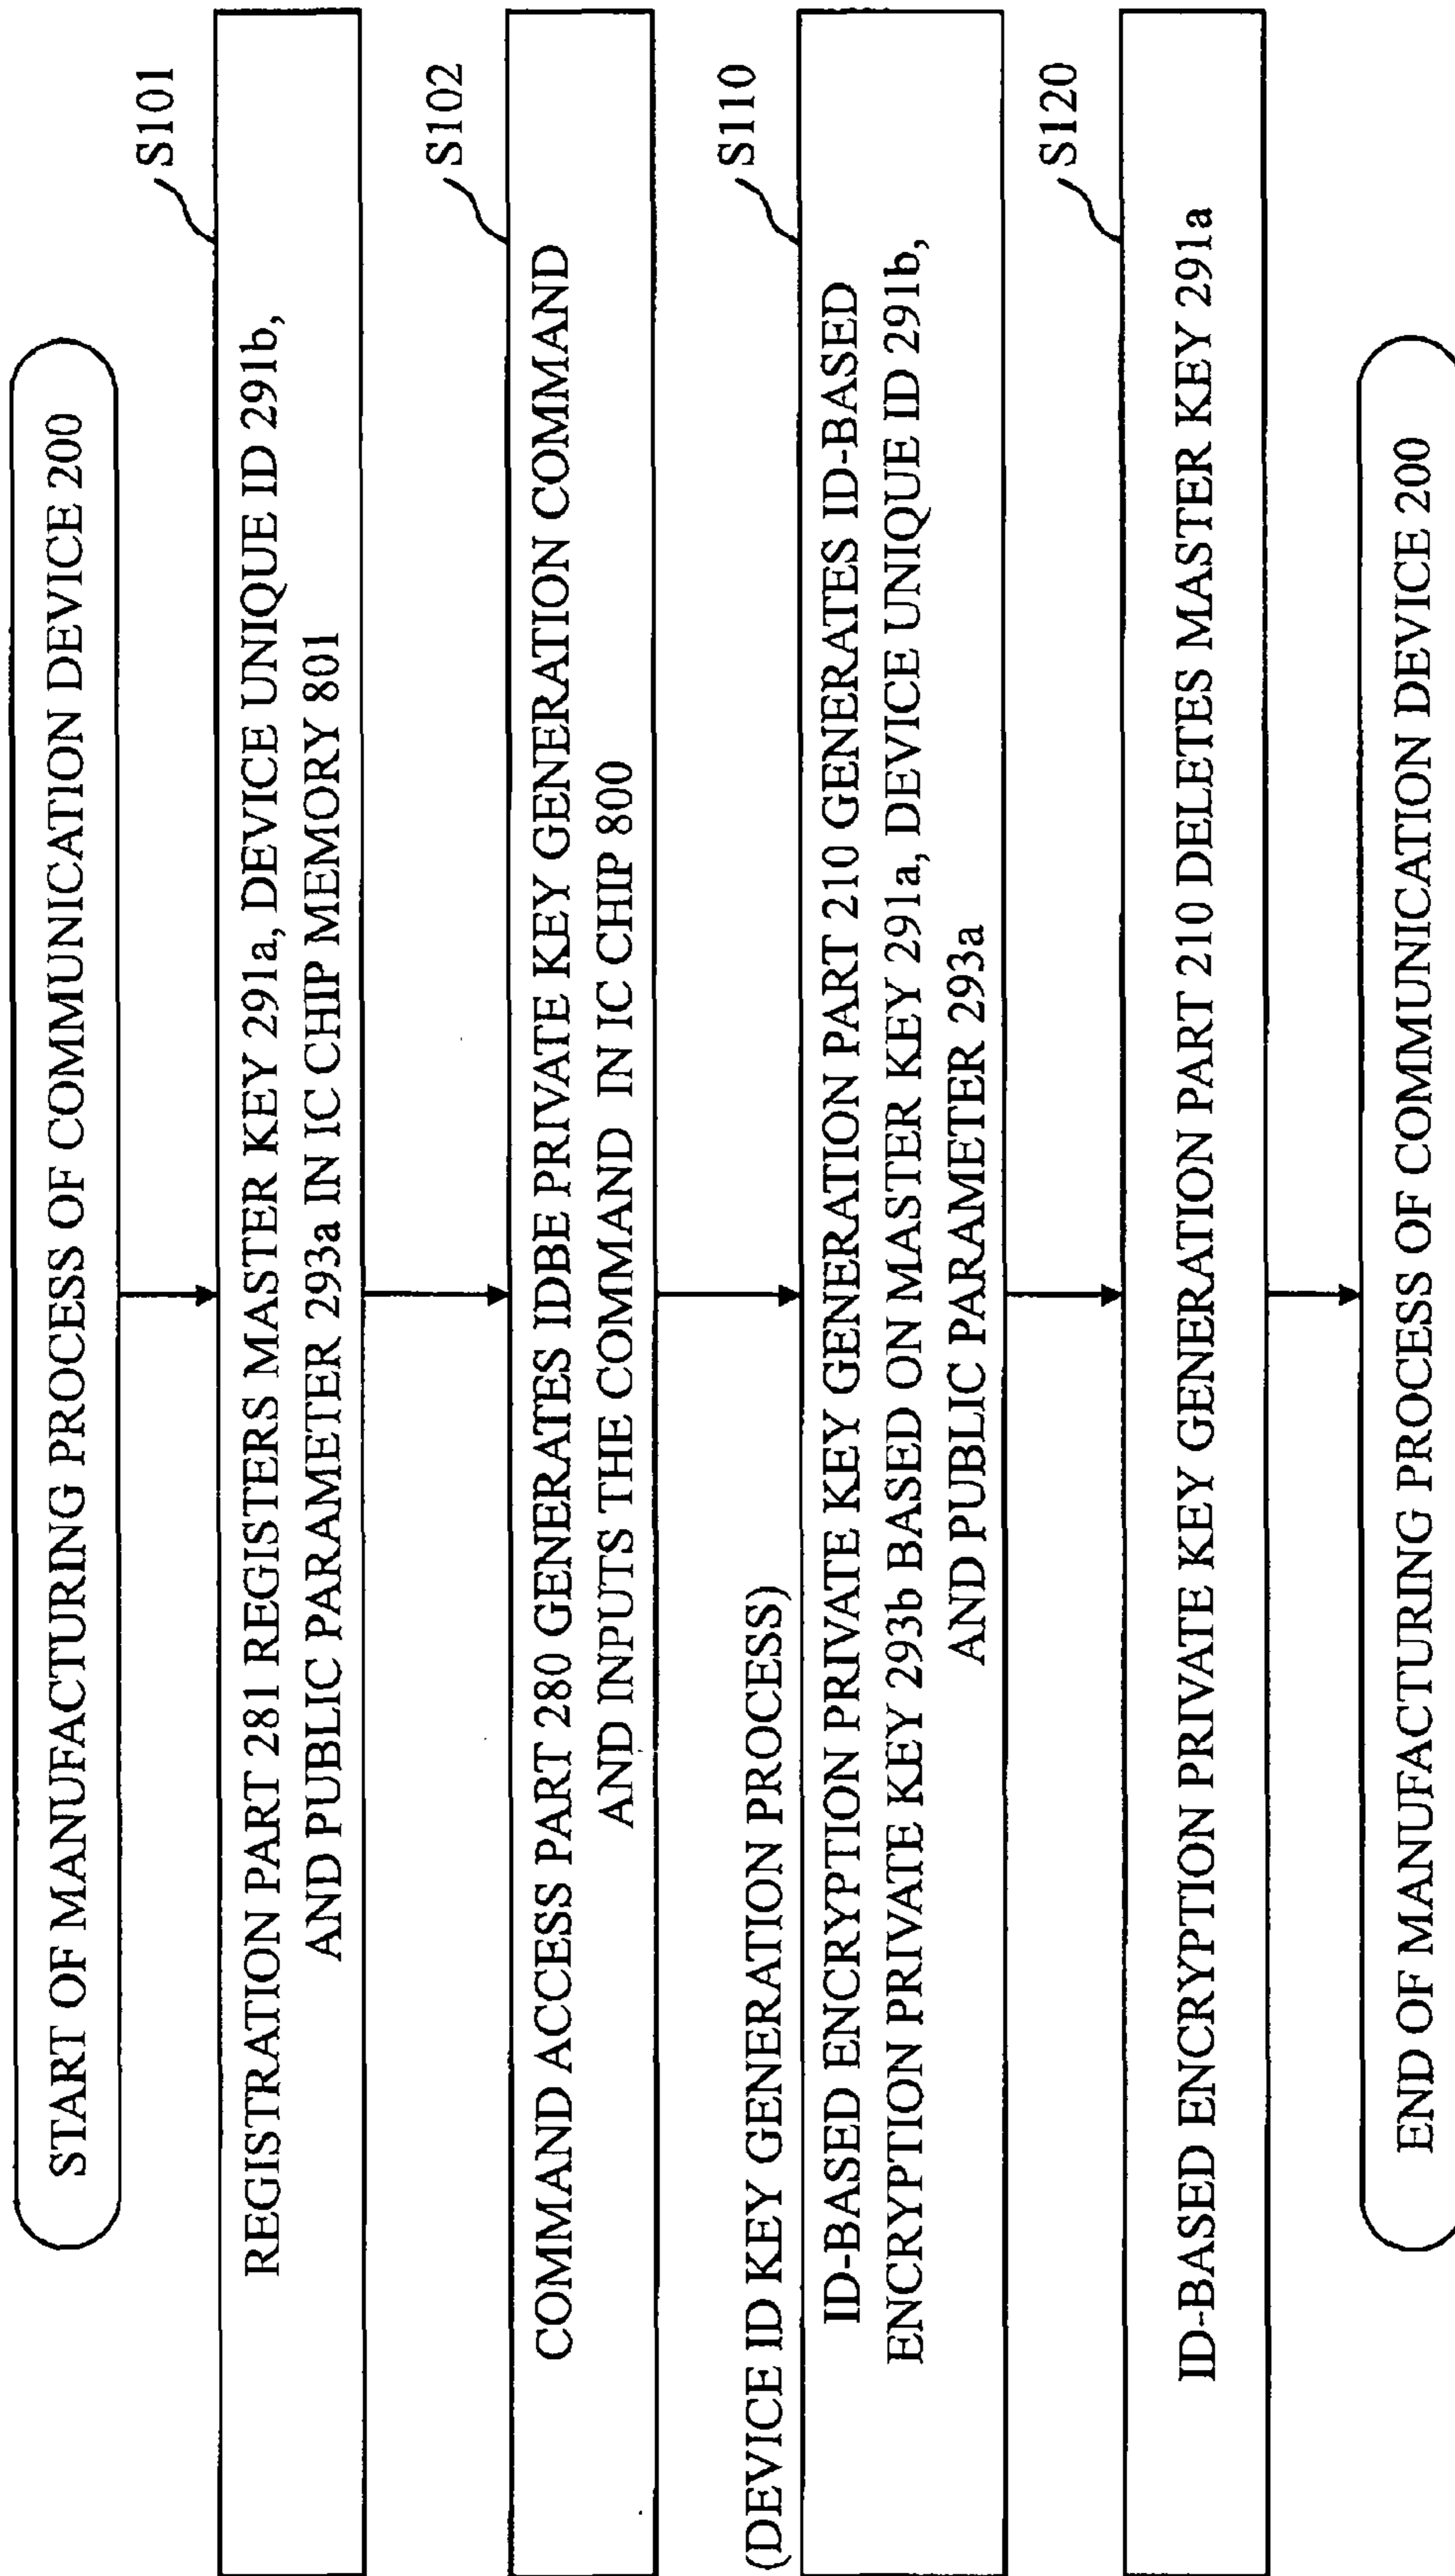 START OF MANUFACTURING PROCESS OF COMMUNICATION DEVICE 200
S101
REGISTRATION PART 281 REGISTERS MASTER KEY 291a, DEVICE UNIQUE ID 291b,
AND PUBLIC PARAMETER 293a IN IC CHIP MEMORY 801
S102
COMMAND ACCESS PART 280 GENERATES IDBE PRIVATE KEY GENERATION COMMAND
AND INPUTS THE COMMAND IN IC CHIP 800
(DEVICE ID KEY GENERATION PROCESS)
S110
ID-BASED ENCRYPTION PRIVATE KEY GENERATION PART 210 GENERATES ID-BASED
ENCRYPTION PRIVATE KEY 293b BASED ON MASTER KEY 291a, DEVICE UNIQUE ID 291b,
AND PUBLIC PARAMETER 293a
S120
ID-BASED ENCRYPTION PRIVATE KEY GENERATION PART 210 DELETES MASTER KEY 291a
END OF MANUFACTURING PROCESS OF COMMUNICATION DEVICE 200